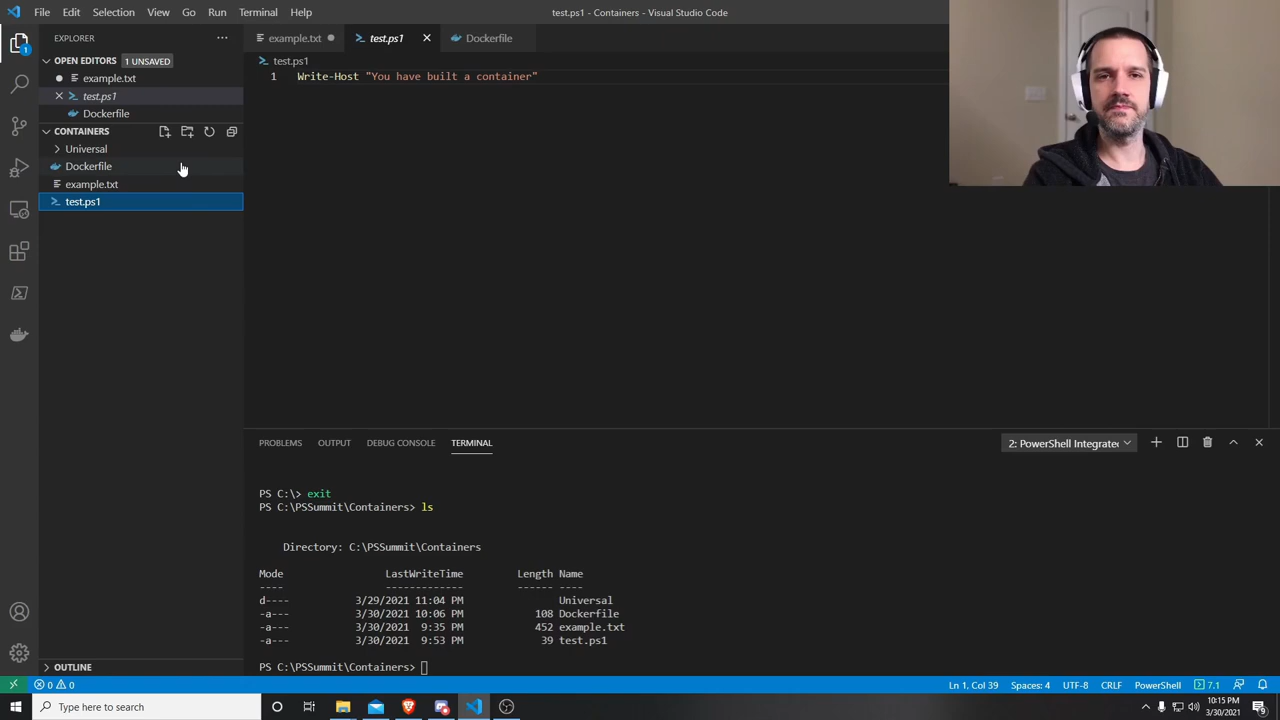 File Edit Selection View Go Run Terminal Help
test.ps1 - Containers - Visual Studio Code
EXPLORER
example.txt
test.ps1
Dockerfile
OPEN EDITORS 1 UNSAVED
example.txt
test.ps1
Dockerfile
CONTAINERS
Universal
Dockerfile
example.txt
test.ps1
test.ps1
1 Write-Host "You have built a container"
PROBLEMS OUTPUT DEBUG CONSOLE TERMINAL
2: PowerShell Integrated
PS C:\> exit
PS C:\PSSummit\Containers> ls
Directory: C:\PSSummit\Containers
Mode LastWriteTime Length Name
---- ------------- ------ ----
d---- 3/29/2021 11:04 PM Universal
-a--- 3/30/2021 10:06 PM 108 Dockerfile
-a--- 3/30/2021 9:35 PM 452 example.txt
-a--- 3/30/2021 9:53 PM 39 test.ps1
PS C:\PSSummit\Containers>
OUTLINE
0 0
Ln 1, Col 39 Spaces: 4 UTF-8 CRLF PowerShell 7.1
Type here to search
10:15 PM
3/30/2021
1
9